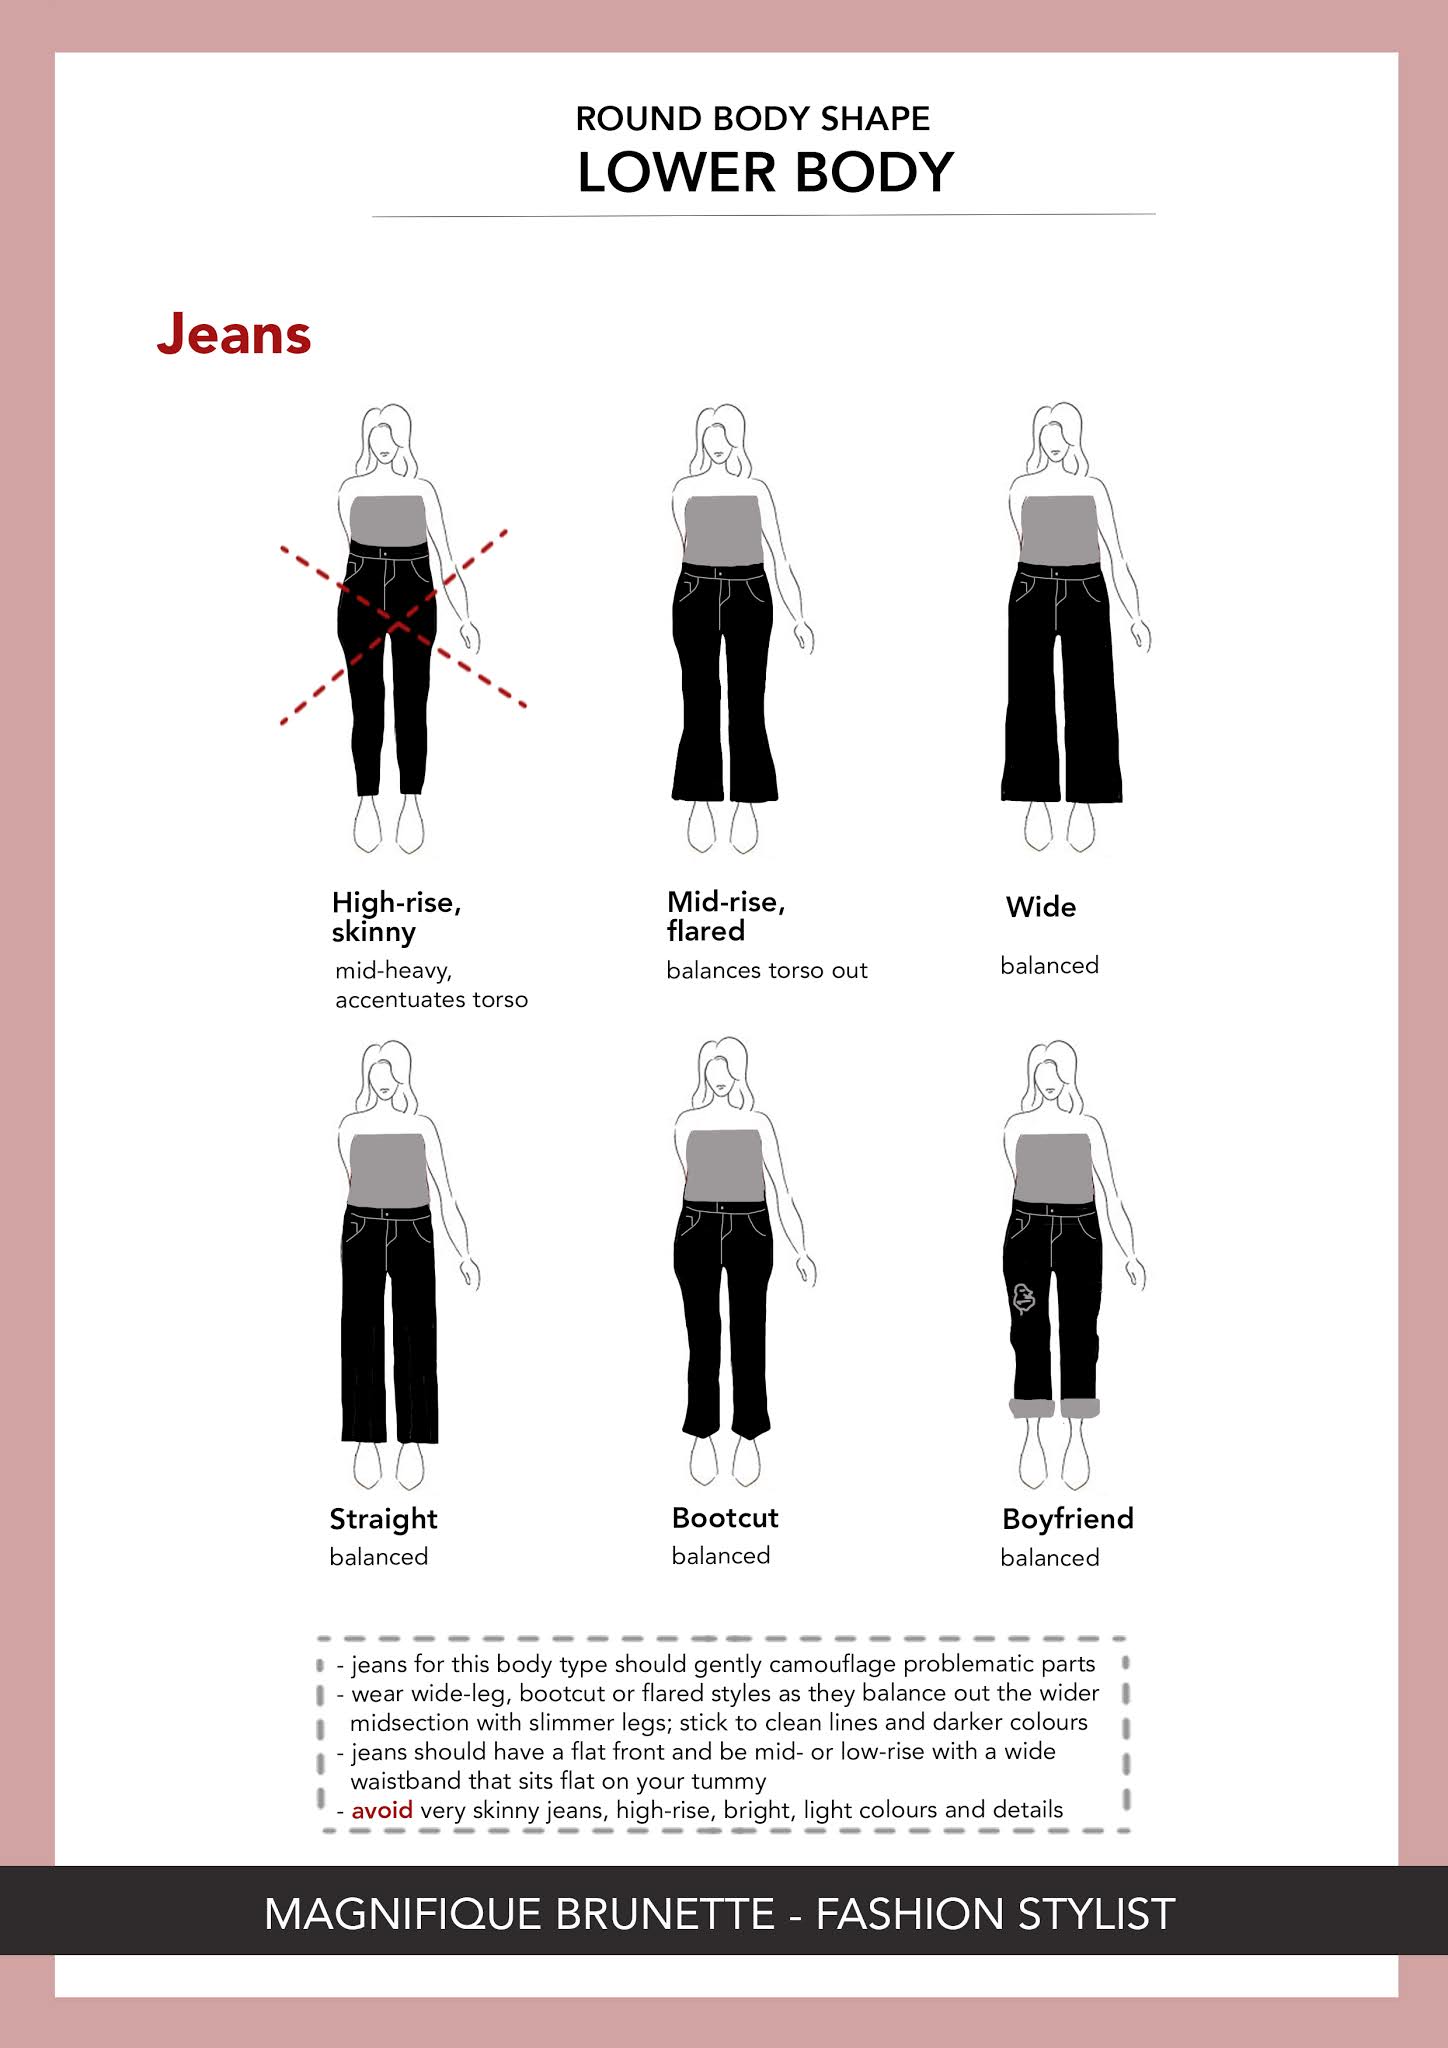 ROUND BODY SHAPE
LOWER BODY
Jeans
High-rise,
skinny
mid-heavy,
accentuates torso
Mid-rise,
flared
balances torso out
Wide
balanced
Straight
balanced
Bootcut
balanced
Boyfriend
balanced
- jeans for this body type should gently camouflage problematic parts
- wear wide-leg, bootcut or flared styles as they balance out the wider
midsection with slimmer legs; stick to clean lines and darker colours
- jeans should have a flat front and be mid- or low-rise with a wide
waistband that sits flat on your tummy
- avoid very skinny jeans, high-rise, bright, light colours and details
MAGNIFIQUE BRUNETTE - FASHION STYLIST